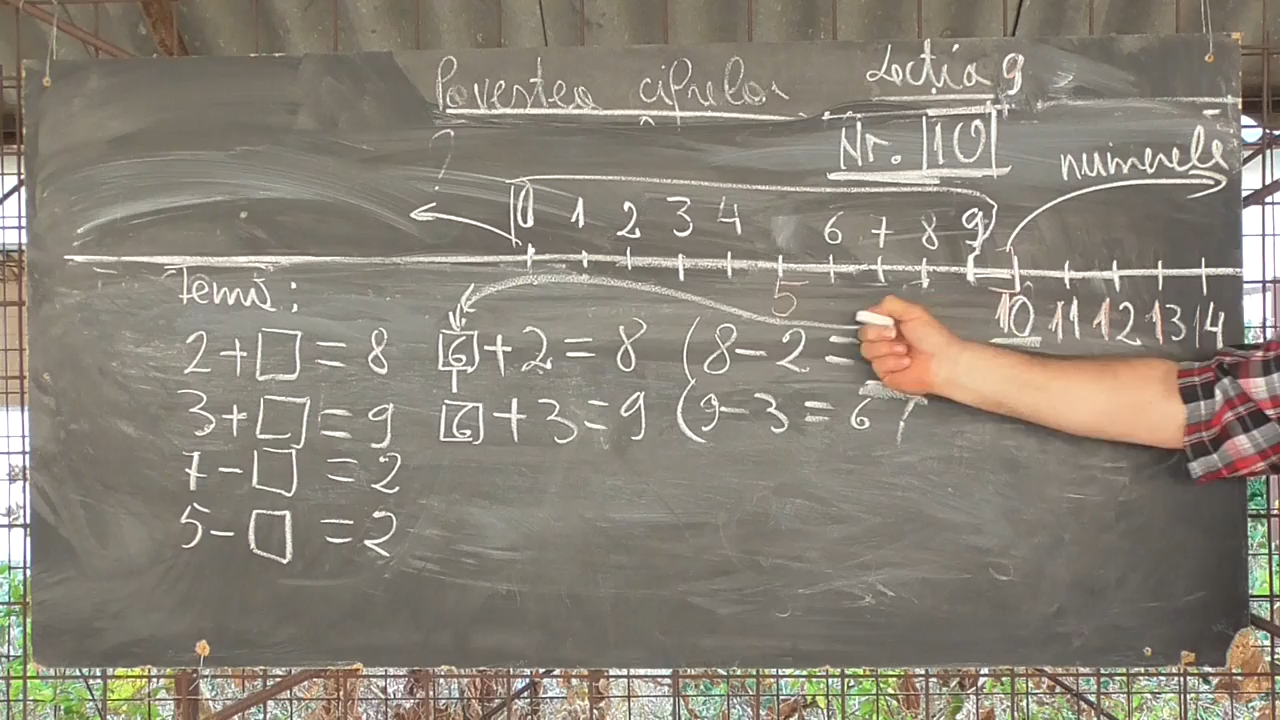 Povestea cifrelor Lecția 9
Nr. 10
? numerele
0 1 2 3 4 6 7 8 9
5 10 11 12 13 14
Temă:
2+□=8 6+2=8 (8-2=
3+□=9 6+3=9 (9-3=6)
7-□=2
5-□=2